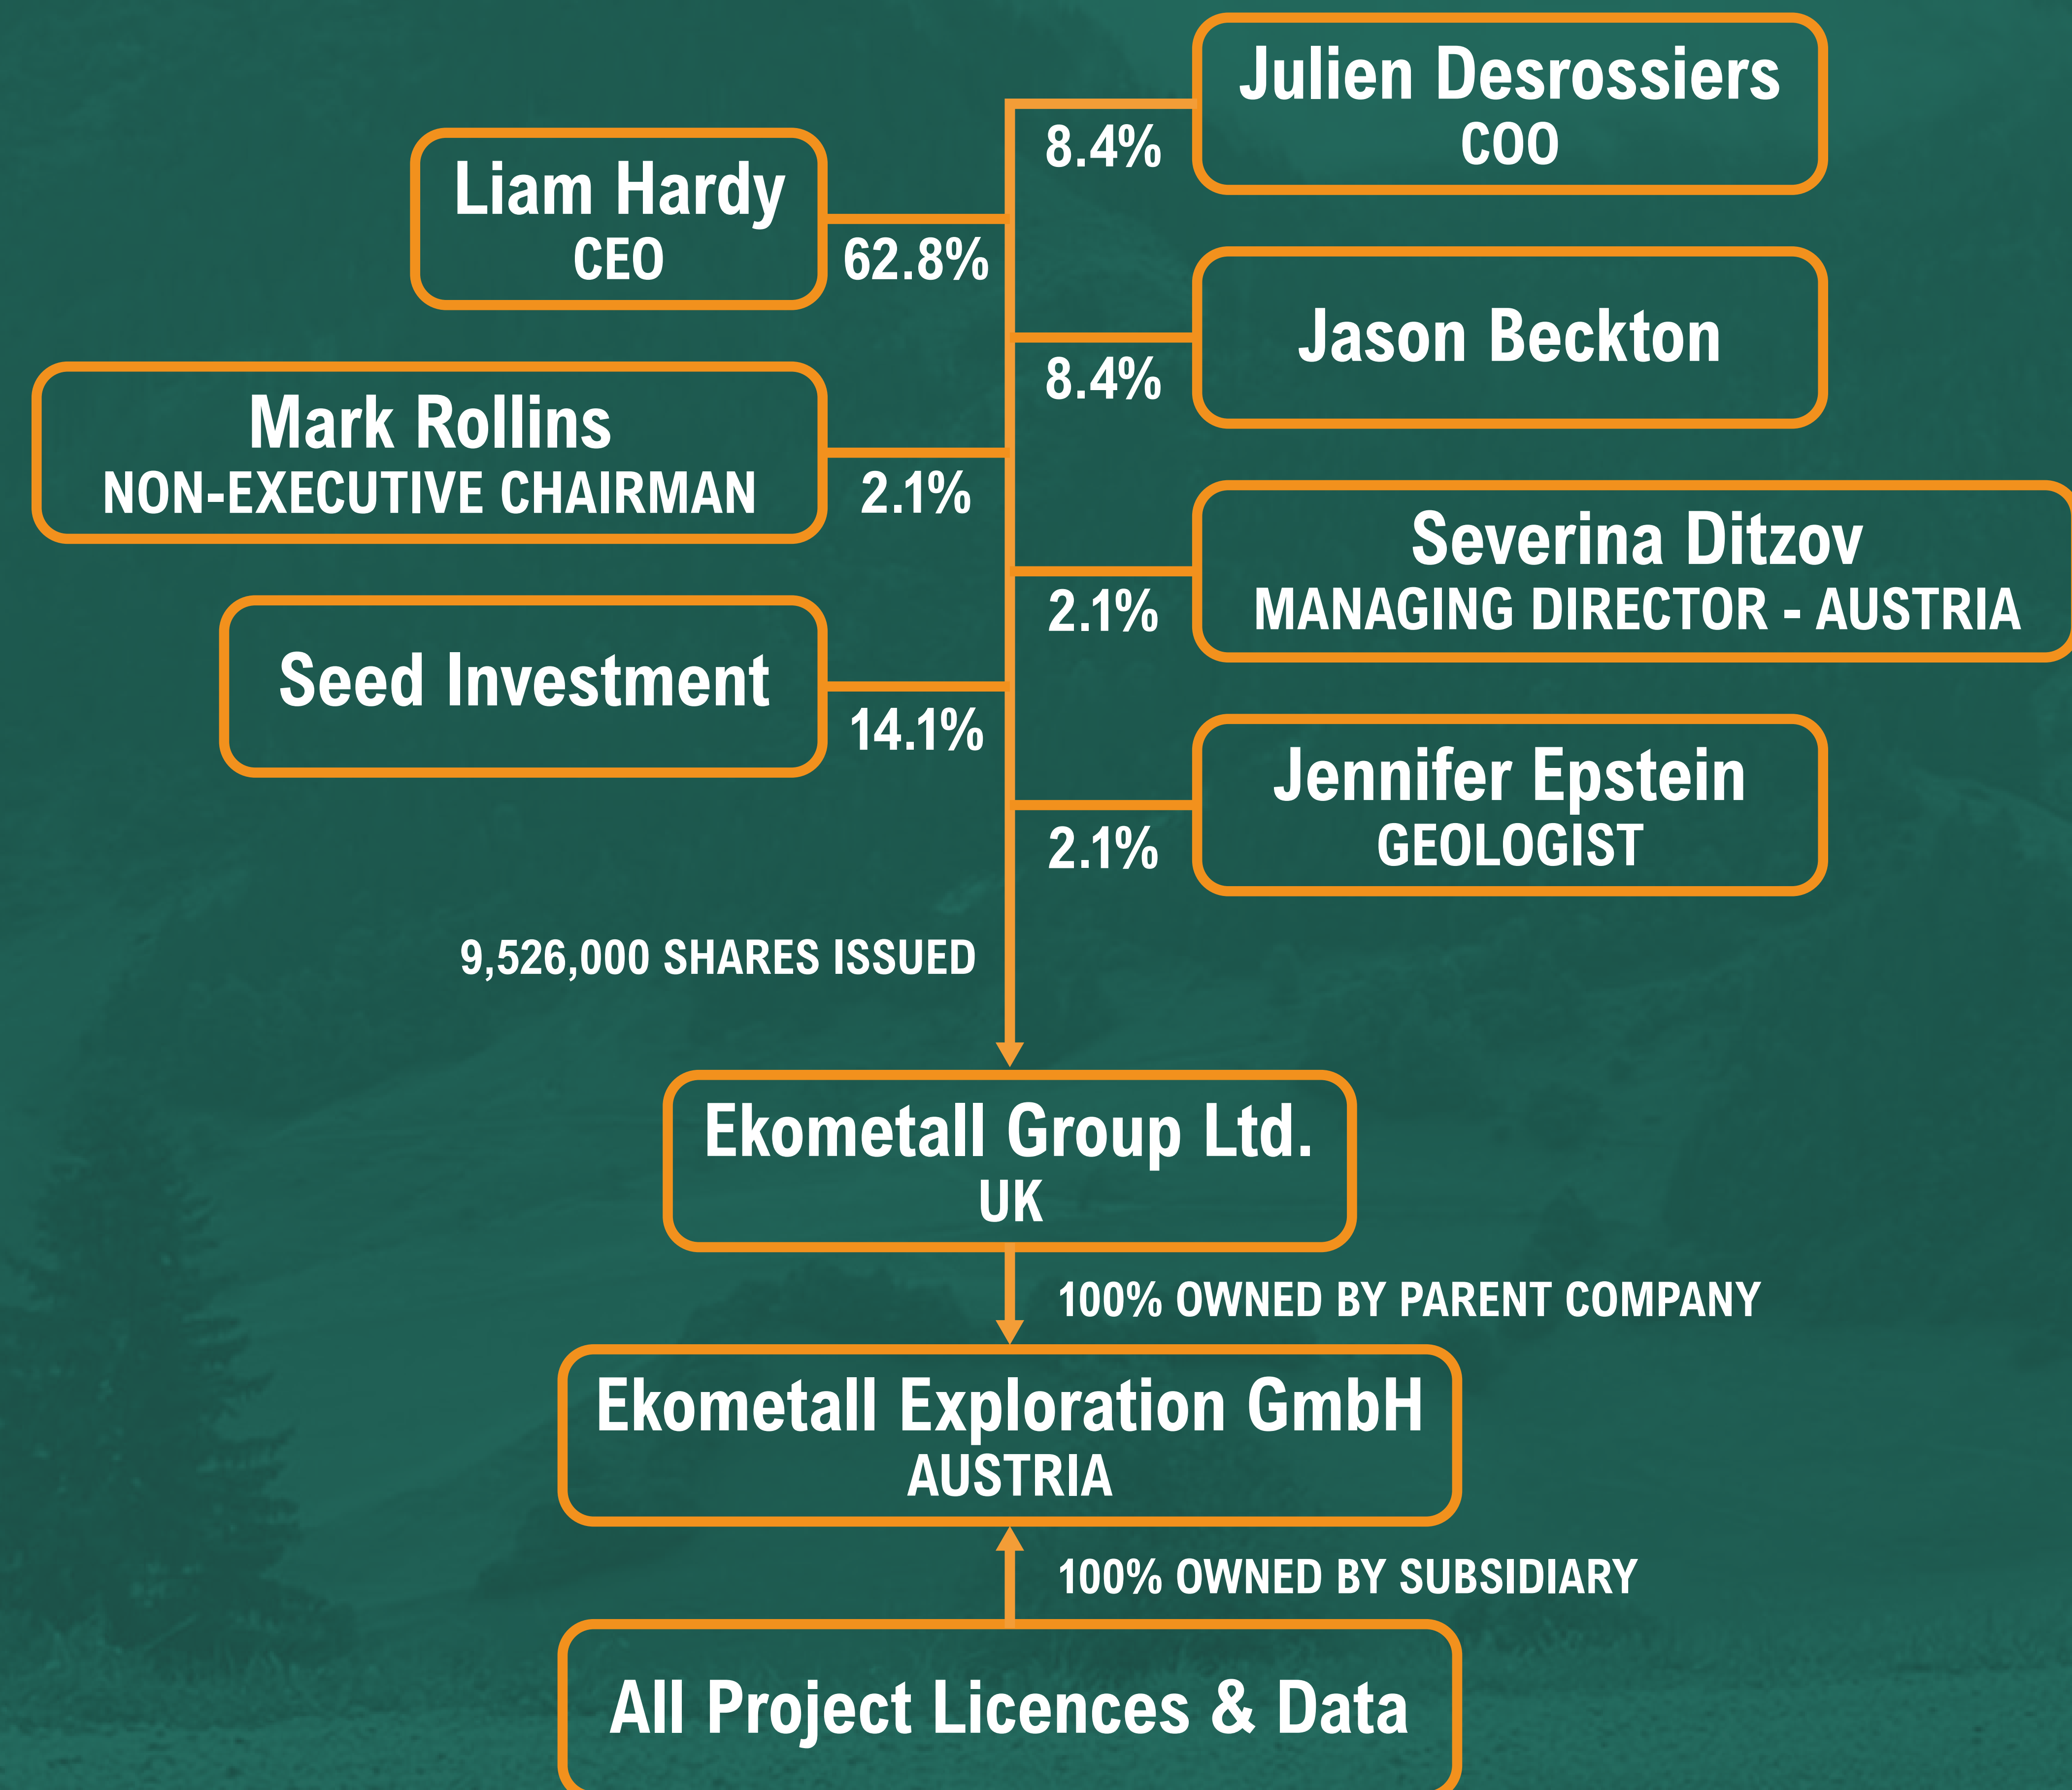 Julien Desrossiers
COO
8.4%
Liam Hardy
CEO
62.8%
Jason Beckton
8.4%
Mark Rollins
NON-EXECUTIVE CHAIRMAN
2.1%
Severina Ditzov
MANAGING DIRECTOR - AUSTRIA
2.1%
Seed Investment
14.1%
Jennifer Epstein
GEOLOGIST
2.1%
9,526,000 SHARES ISSUED
Ekometall Group Ltd.
UK
100% OWNED BY PARENT COMPANY
Ekometall Exploration GmbH
AUSTRIA
100% OWNED BY SUBSIDIARY
All Project Licences & Data